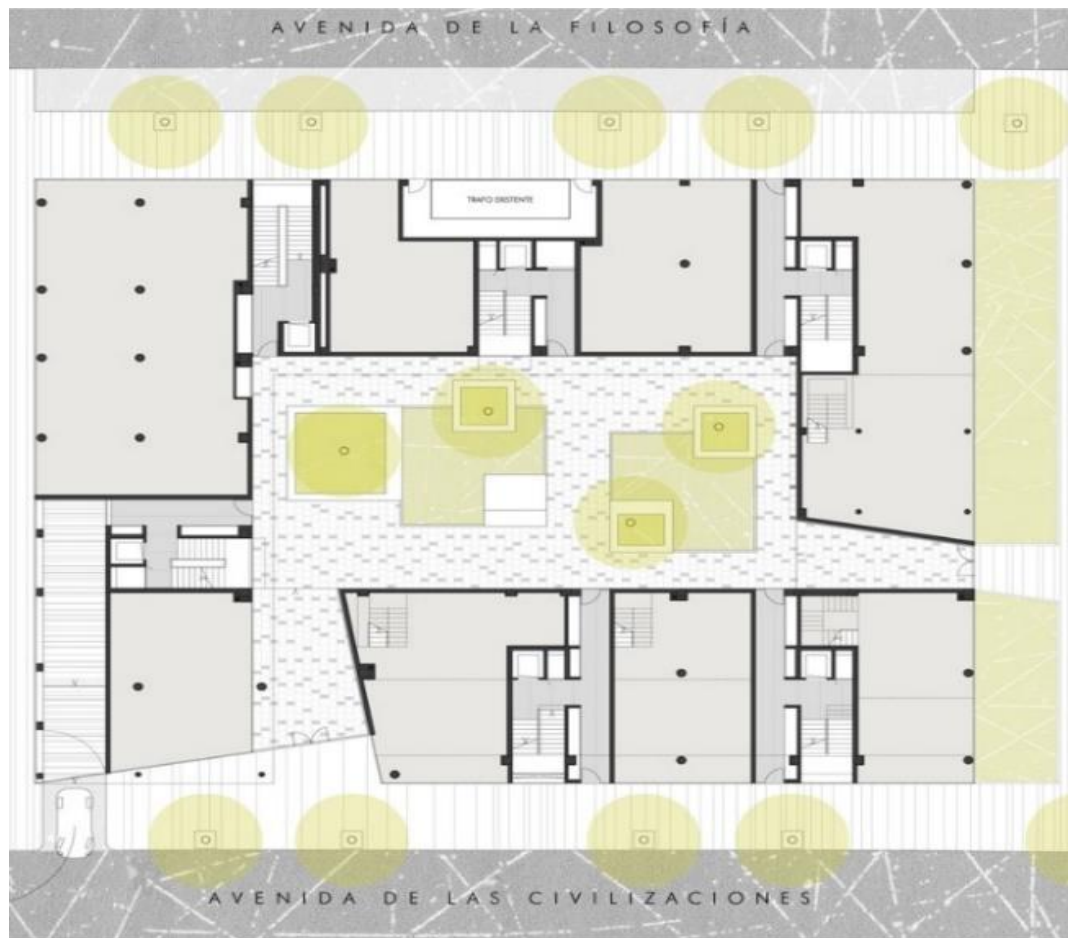 AVENIDA DE LA FILOSOFÍA
TRAFO EXISTENTE
AVENIDA DE LAS CIVILIZACIONES